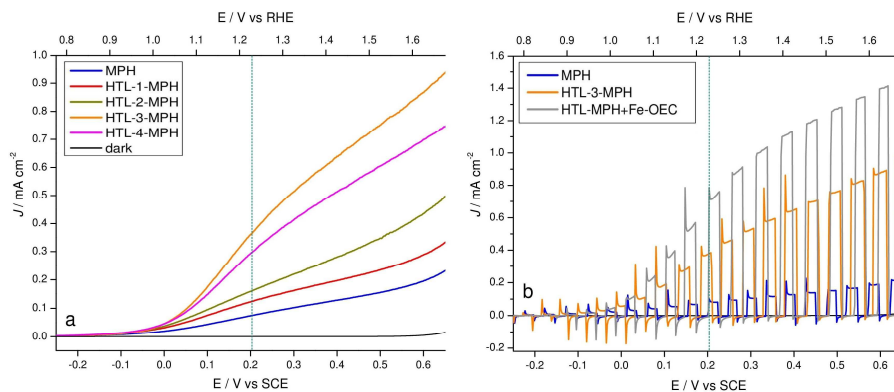 E / V vs RHE
0.8 0.9 1.0 1.1 1.2 1.3 1.4 1.5 1.6
1.0
0.9
0.8
0.7
0.6
0.5
0.4
0.3
0.2
0.1
0.0
J / mA cm-2
MPH
HTL-1-MPH
HTL-2-MPH
HTL-3-MPH
HTL-4-MPH
dark
a
-0.2 -0.1 0.0 0.1 0.2 0.3 0.4 0.5 0.6
E / V vs SCE
E / V vs RHE
0.8 0.9 1.0 1.1 1.2 1.3 1.4 1.5 1.6
1.6
1.4
1.2
1.0
0.8
0.6
0.4
0.2
0.0
-0.2
J / mA cm-2
MPH
HTL-3-MPH
HTL-MPH+Fe-OEC
b
-0.2 -0.1 0.0 0.1 0.2 0.3 0.4 0.5 0.6
E / V vs SCE